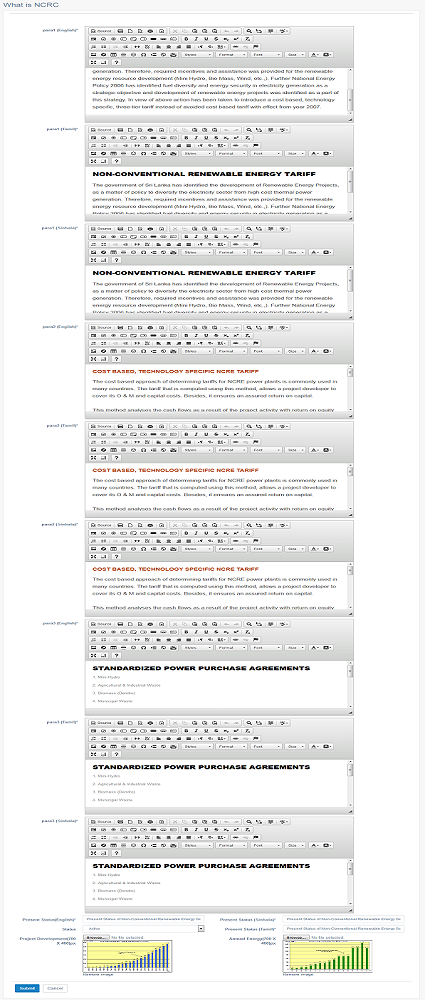 What is NCRC
para1 (English)*
Source
Styles Format Font Size
generation. Therefore, required incentives and assistance was provided for the renewable
energy resource development (Mini Hydro, Bio Mass, Wind, etc.,). Further National Energy
Policy 2006 has identified fuel diversity and energy security in electricity generation as a
strategic objective and development of renewable energy projects was identified as a part of
this strategy. In view of above action has been taken to introduce a cost based, technology
specific, three-tier tariff instead of avoided cost based tariff with effect from year 2007.
para1 (Tamil)*
Source
Styles Format Font Size
NON-CONVENTIONAL RENEWABLE ENERGY TARIFF
The government of Sri Lanka has identified the development of Renewable Energy Projects,
as a matter of policy to diversify the electricity sector from high cost thermal power
generation. Therefore, required incentives and assistance was provided for the renewable
energy resource development (Mini Hydro, Bio Mass, Wind, etc.,). Further National Energy
Policy 2006 has identified fuel diversity and energy security in electricity generation as a
para1 (Sinhala)*
Source
Styles Format Font Size
NON-CONVENTIONAL RENEWABLE ENERGY TARIFF
The government of Sri Lanka has identified the development of Renewable Energy Projects,
as a matter of policy to diversify the electricity sector from high cost thermal power
generation. Therefore, required incentives and assistance was provided for the renewable
energy resource development (Mini Hydro, Bio Mass, Wind, etc.,). Further National Energy
Policy 2006 has identified fuel diversity and energy security in electricity generation as a
para2 (English)*
Source
Styles Format Font Size
COST BASED, TECHNOLOGY SPECIFIC NCRE TARIFF
The cost based approach of determining tariffs for NCRE power plants is commonly used in
many countries. The tariff that is computed using this method, allows a project developer to
cover its O & M and capital costs. Besides, it ensures an assured return on capital.
This method analyses the cash flows as a result of the project activity with return on equity
para2 (Tamil)*
Source
Styles Format Font Size
COST BASED, TECHNOLOGY SPECIFIC NCRE TARIFF
The cost based approach of determining tariffs for NCRE power plants is commonly used in
many countries. The tariff that is computed using this method, allows a project developer to
cover its O & M and capital costs. Besides, it ensures an assured return on capital.
This method analyses the cash flows as a result of the project activity with return on equity
para2 (Sinhala)*
Source
Styles Format Font Size
COST BASED, TECHNOLOGY SPECIFIC NCRE TARIFF
The cost based approach of determining tariffs for NCRE power plants is commonly used in
many countries. The tariff that is computed using this method, allows a project developer to
cover its O & M and capital costs. Besides, it ensures an assured return on capital.
This method analyses the cash flows as a result of the project activity with return on equity
para3 (English)*
Source
Styles Format Font Size
STANDARDIZED POWER PURCHASE AGREEMENTS
1. Mini-Hydro
2. Agricultural & Industrial Waste
3. Biomass (Dendro)
4. Municipal Waste
para3 (Tamil)*
Source
Styles Format Font Size
STANDARDIZED POWER PURCHASE AGREEMENTS
1. Mini-Hydro
2. Agricultural & Industrial Waste
3. Biomass (Dendro)
4. Municipal Waste
para3 (Sinhala)*
Source
Styles Format Font Size
STANDARDIZED POWER PURCHASE AGREEMENTS
1. Mini-Hydro
2. Agricultural & Industrial Waste
3. Biomass (Dendro)
4. Municipal Waste
Present Status(English)* Present Status of Non-Conventional Renewable Energy Se Present Status (Sinhala)* Present Status of Non-Conventional Renewable Energy Se
Status Active Present Status (Tamil)* Present Status of Non-Conventional Renewable Energy Se
Project Development(700 X 400)px Browse... No file selected. Annual Energy(700 X 400)px Browse... No file selected.
Remove image Remove image
Submit Cancel